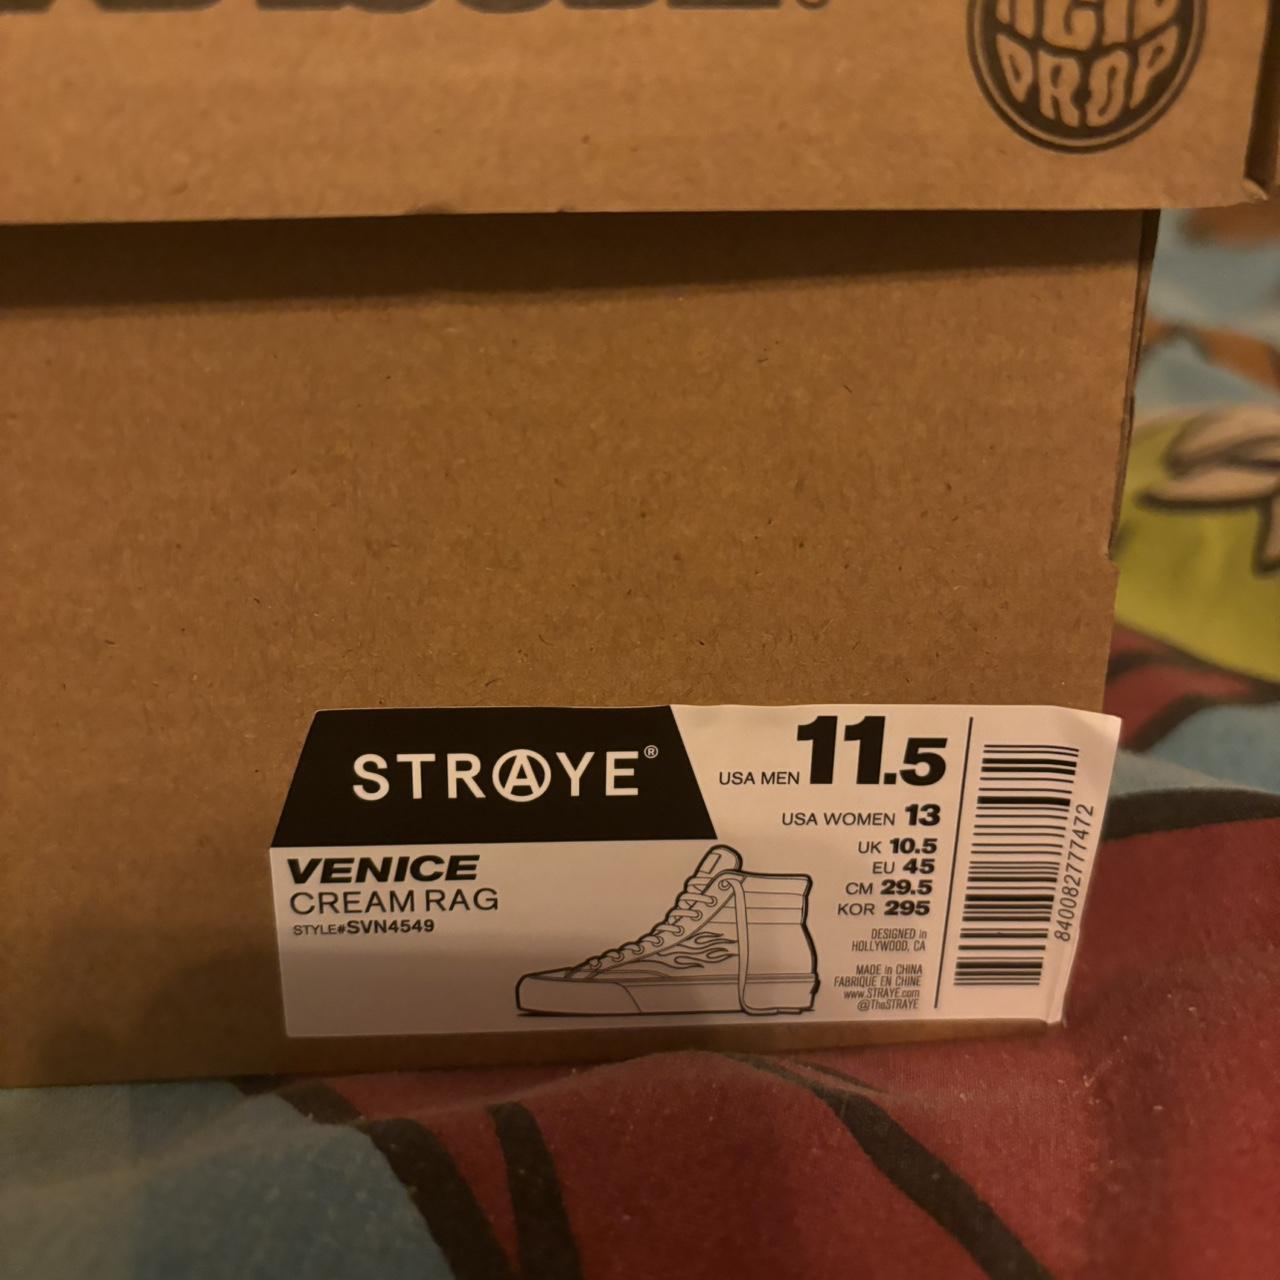 ACID
DROP
STRAYE®
USA MEN 11.5
USA WOMEN 13
UK 10.5
EU 45
CM 29.5
KOR 295
VENICE
CREAM RAG
STYLE#SVN4549
DESIGNED in
HOLLYWOOD, CA
MADE in CHINA
FABRIQUE EN CHINE
www.STRAYE.com
@TheSTRAYE
840082777472